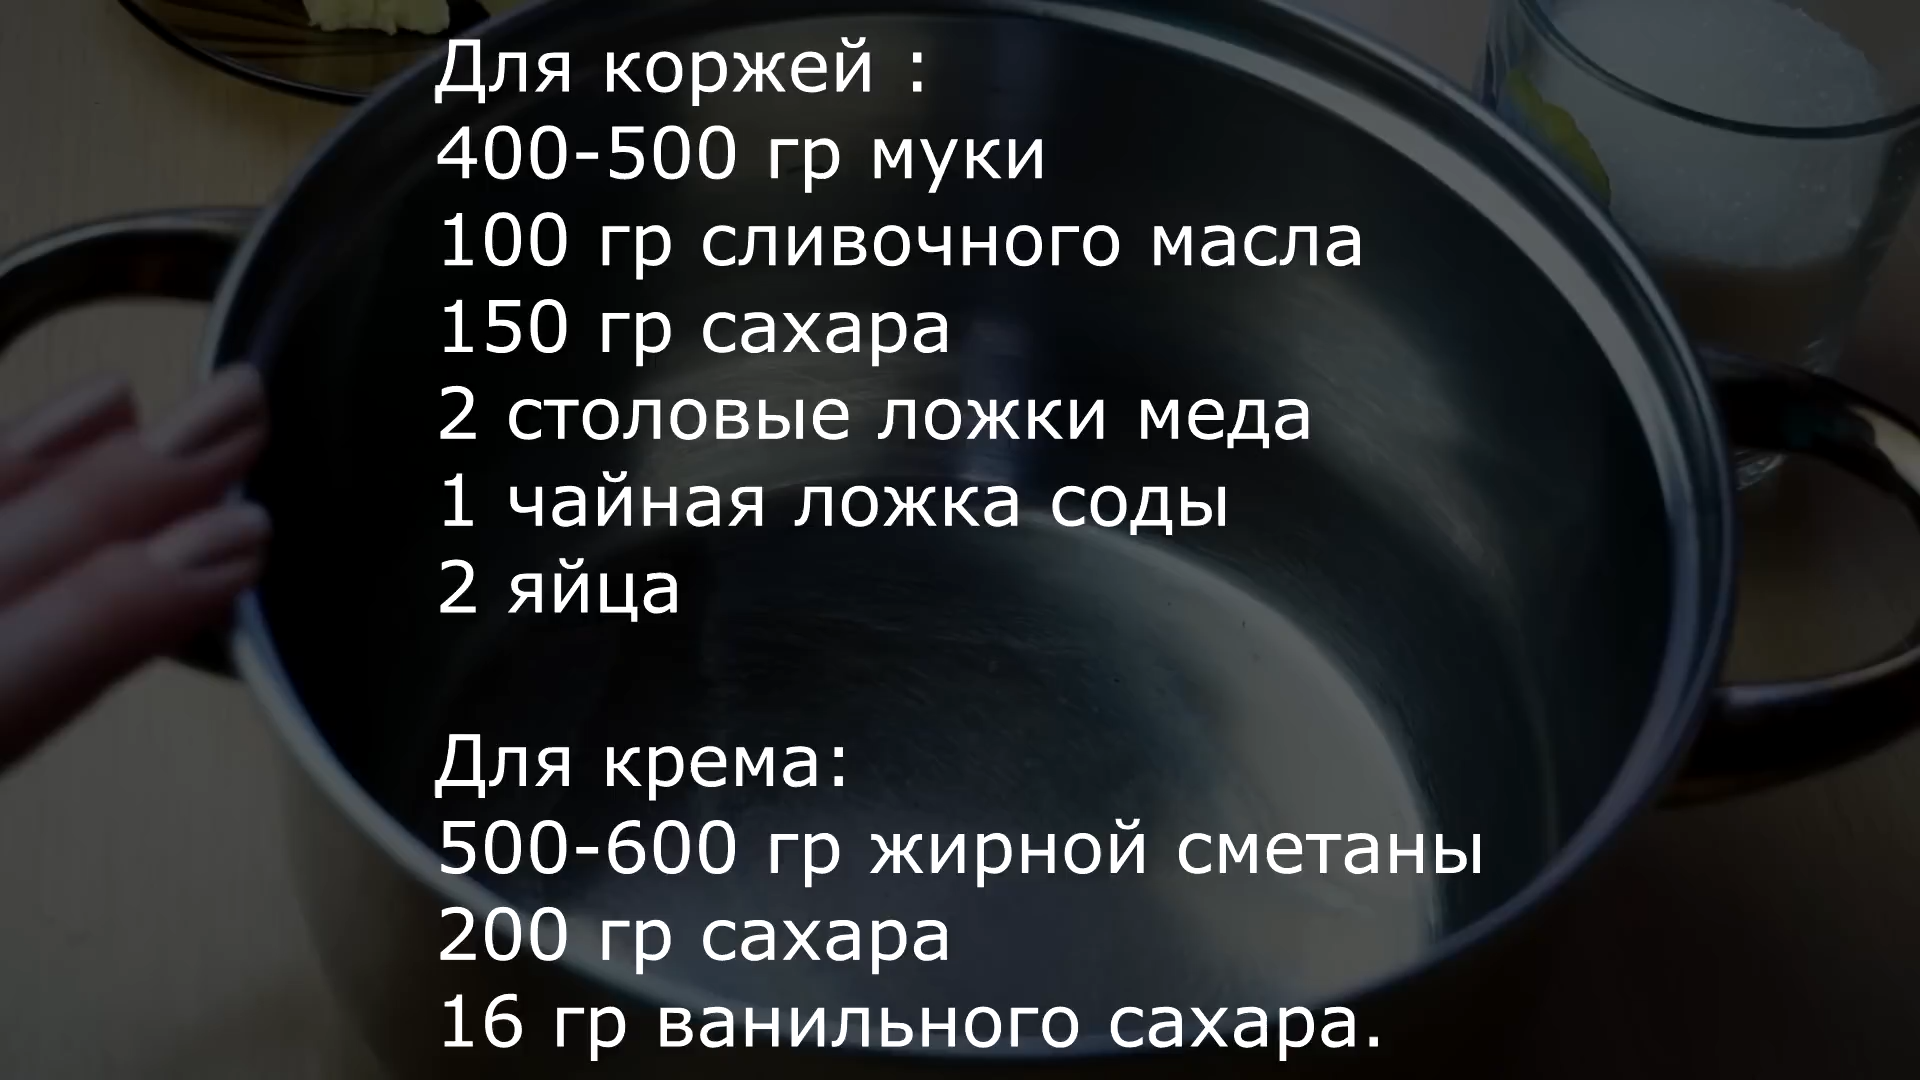 Для коржей :
400-500 гр муки
100 гр сливочного масла
150 гр сахара
2 столовые ложки меда
1 чайная ложка соды
2 яйца
Для крема:
500-600 гр жирной сметаны
200 гр сахара
16 гр ванильного сахара.